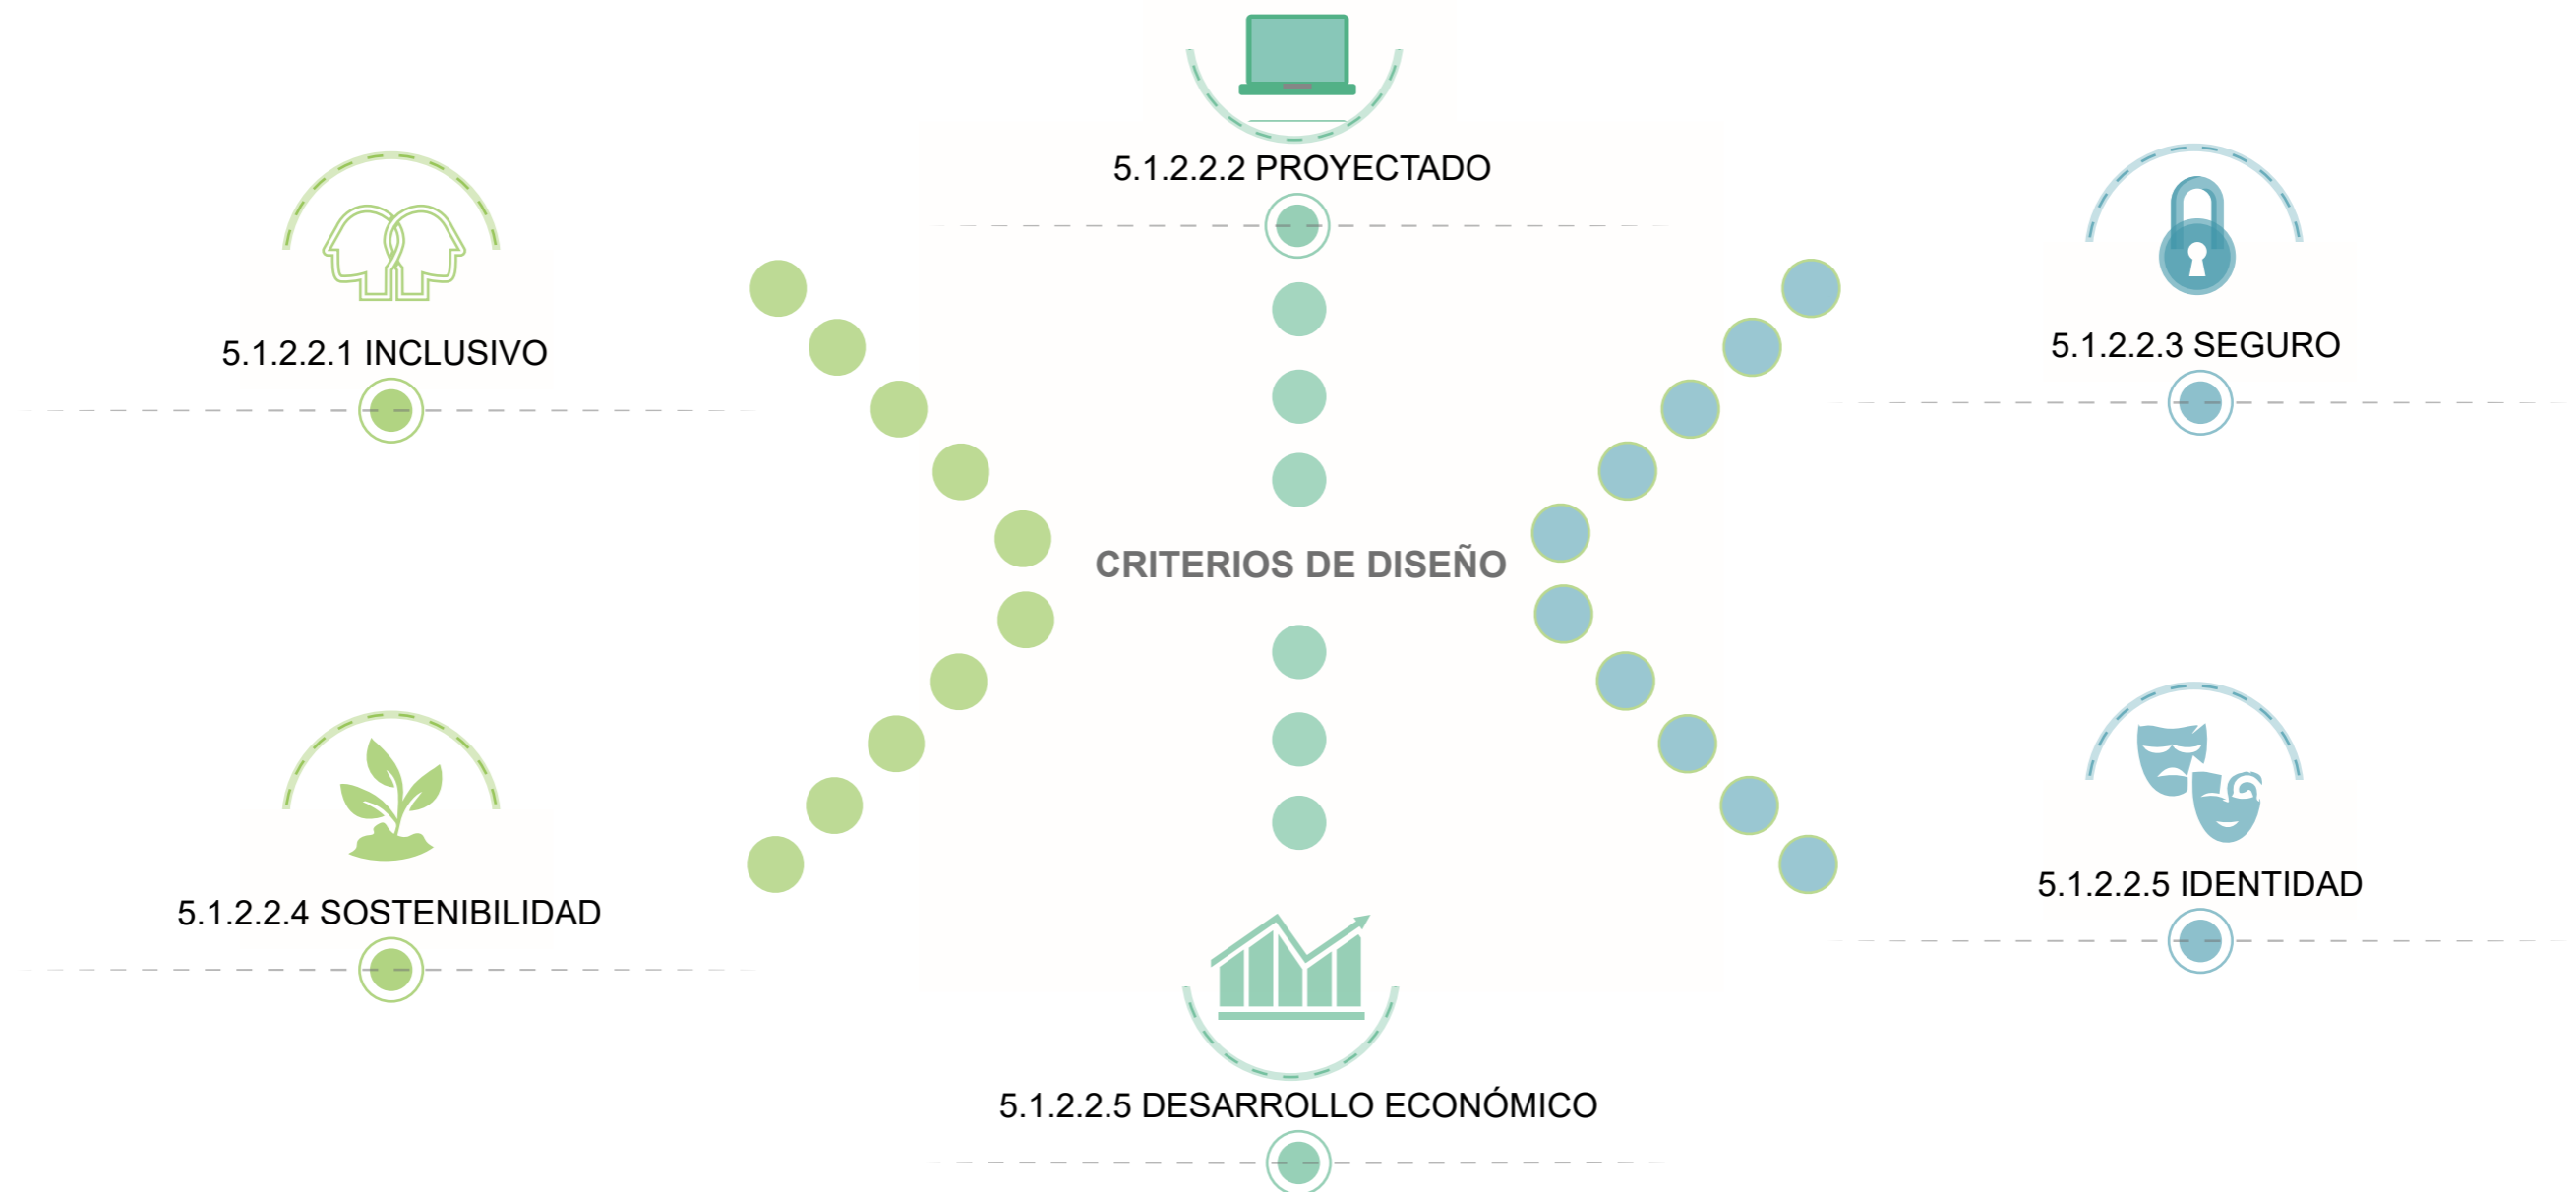 5.1.2.2.2 PROYECTADO
5.1.2.2.1 INCLUSIVO
5.1.2.2.3 SEGURO
CRITERIOS DE DISEÑO
5.1.2.2.4 SOSTENIBILIDAD
5.1.2.2.5 IDENTIDAD
5.1.2.2.5 DESARROLLO ECONÓMICO